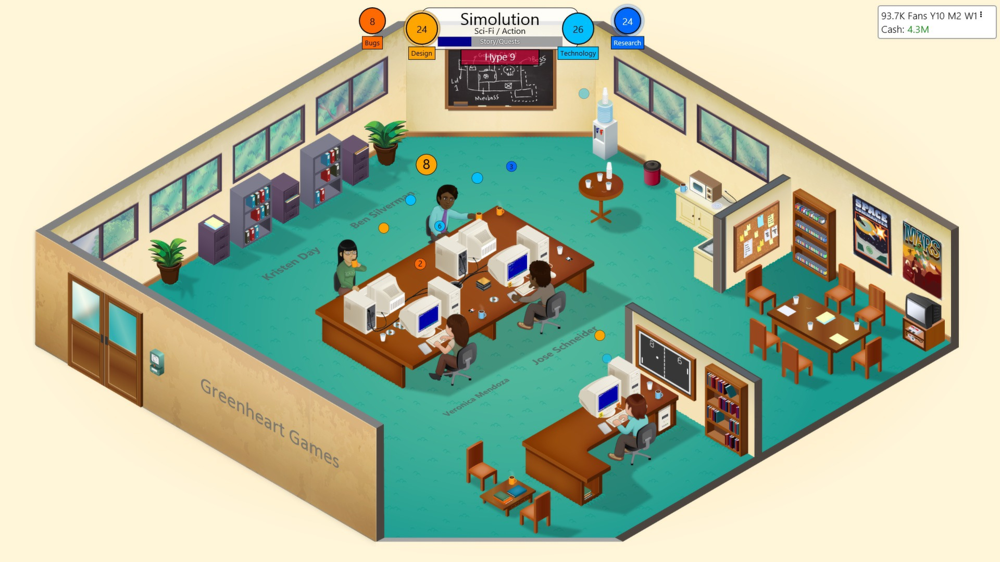 Simolution
Sci-Fi / Action
Story/Quests
Hype 9
8
Bugs
24
Design
26
Technology
24
Research
93.7K Fans Y10 M2 W1
Cash: 4.3M
Boss
Lvl
1
Miniboss
8
3
6
2
Ben Silverman
Kristen Day
Jose Schneider
Veronica Mendoza
Greenheart Games
SPACE
COMMANDER
MARS